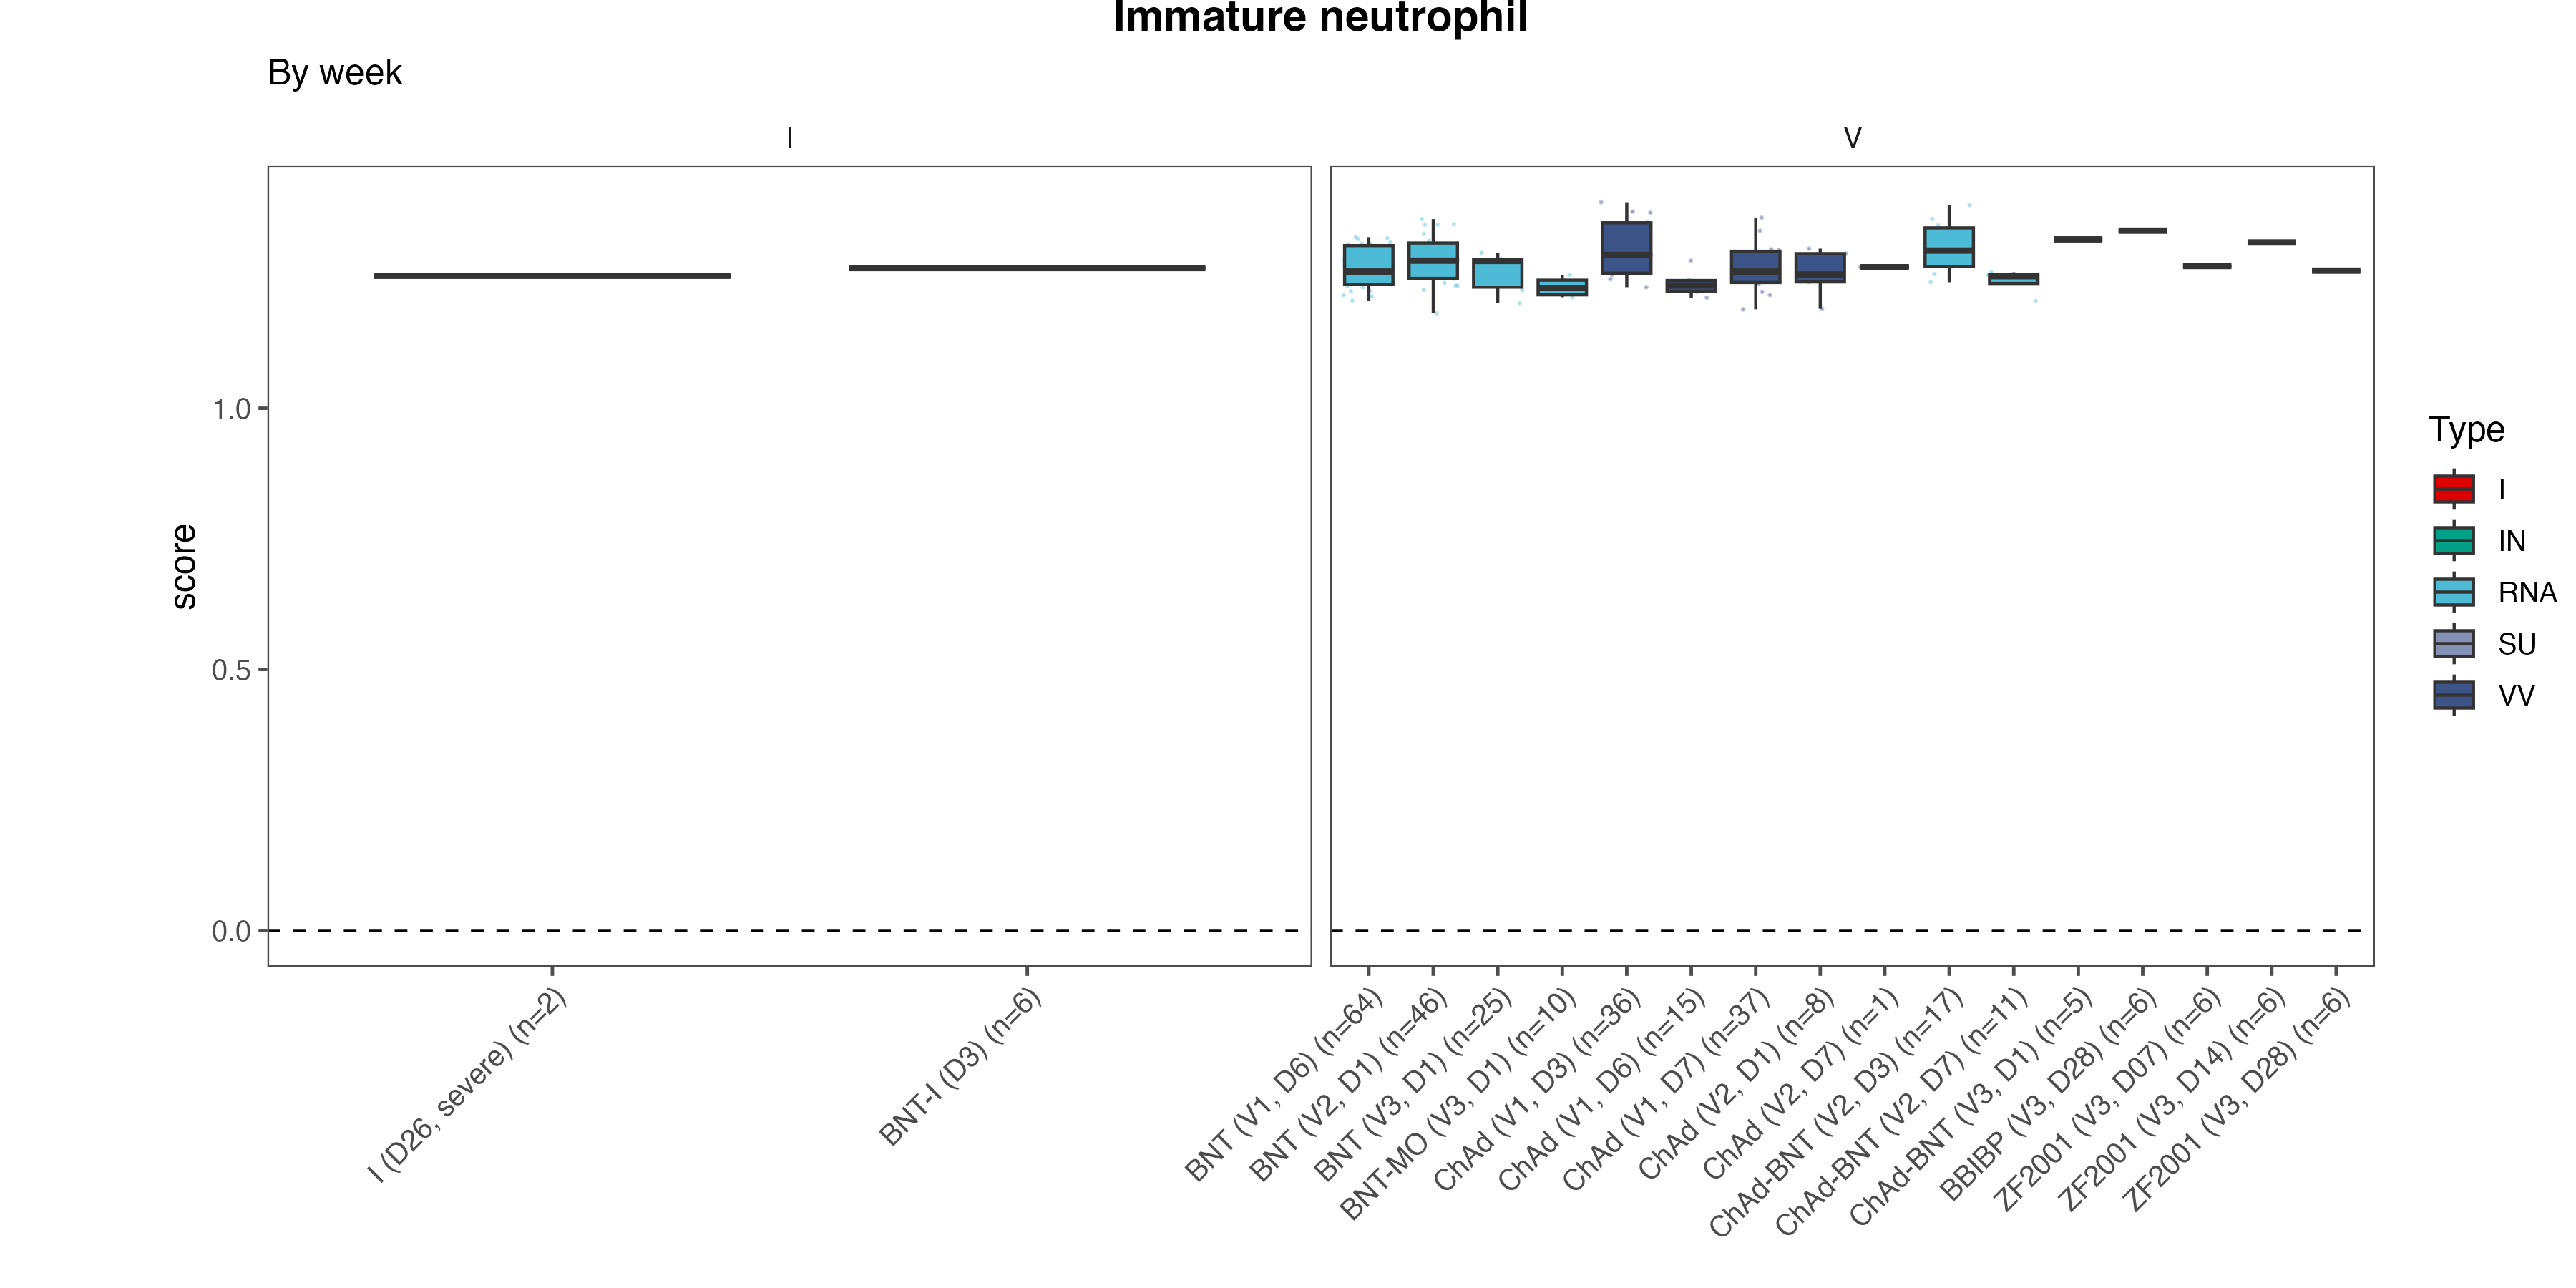 Immature neutrophil
By week
I
V
score
1.0
0.5
0.0
I (D26, severe) (n=2)
BNT-I (D3) (n=6)
BNT (V1, D6) (n=64)
BNT (V2, D1) (n=46)
BNT (V3, D1) (n=25)
BNT-MO (V3, D1) (n=10)
ChAd (V1, D3) (n=36)
ChAd (V1, D6) (n=15)
ChAd (V1, D7) (n=37)
ChAd (V2, D1) (n=8)
ChAd (V2, D7) (n=1)
ChAd-BNT (V2, D3) (n=17)
ChAd-BNT (V2, D7) (n=11)
ChAd-BNT (V3, D1) (n=5)
BBIBP (V3, D28) (n=6)
ZF2001 (V3, D07) (n=6)
ZF2001 (V3, D14) (n=6)
ZF2001 (V3, D28) (n=6)
Type
I
IN
RNA
SU
VV